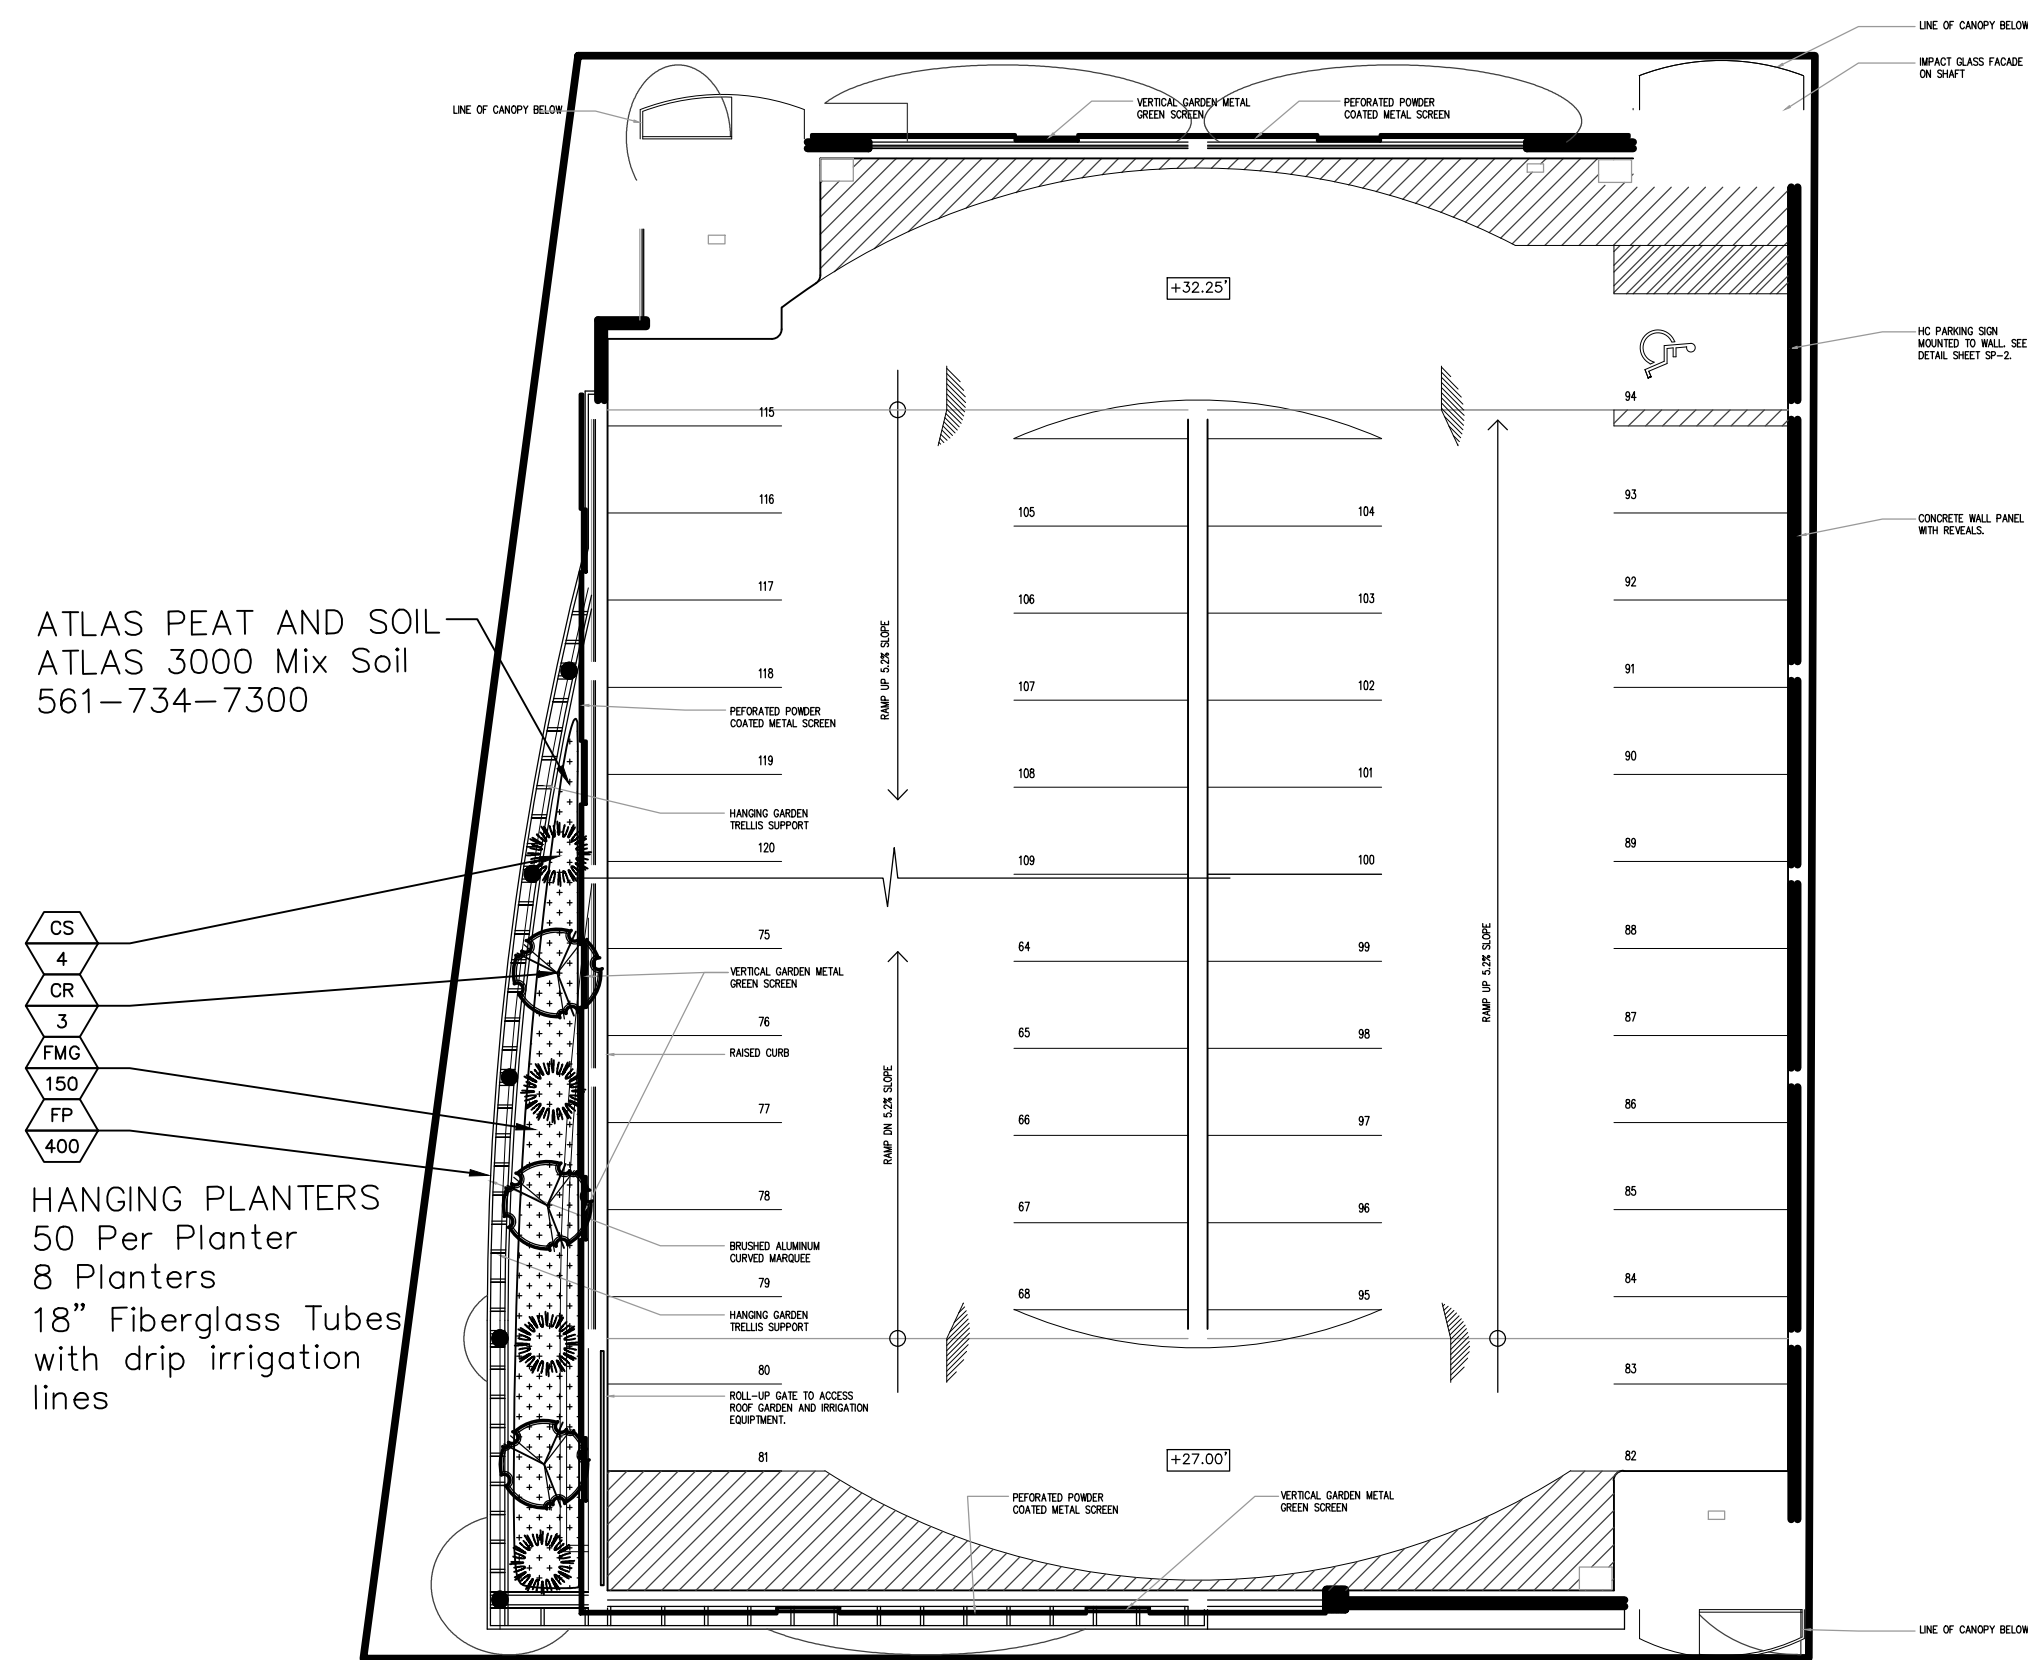 LINE OF CANOPY BELOW
IMPACT GLASS FACADE
ON SHAFT
LINE OF CANOPY BELOW
VERTICAL GARDEN METAL
GREEN SCREEN
PEFORATED POWDER
COATED METAL SCREEN
+32.25'
HC PARKING SIGN
MOUNTED TO WALL. SEE
DETAIL SHEET SP-2.
94
115
93
116
105
104
CONCRETE WALL PANEL
WITH REVEALS.
92
117
106
103
ATLAS PEAT AND SOIL
ATLAS 3000 Mix Soil
561-734-7300
RAMP UP 5.2% SLOPE
91
118
107
102
PEFORATED POWDER
COATED METAL SCREEN
90
119
108
101
HANGING GARDEN
TRELLIS SUPPORT
89
120
109
100
CS
4
CR
3
FMG
150
FP
400
88
75
64
99
RAMP UP 5.2% SLOPE
VERTICAL GARDEN METAL
GREEN SCREEN
87
76
65
98
RAISED CURB
RAMP DN 5.2% SLOPE
86
77
66
97
HANGING PLANTERS
50 Per Planter
8 Planters
18" Fiberglass Tubes
with drip irrigation
lines
85
78
67
96
BRUSHED ALUMINUM
CURVED MARQUEE
84
79
68
95
HANGING GARDEN
TRELLIS SUPPORT
83
80
ROLL-UP GATE TO ACCESS
ROOF GARDEN AND IRRIGATION
EQUIPTMENT.
81
+27.00'
82
PEFORATED POWDER
COATED METAL SCREEN
VERTICAL GARDEN METAL
GREEN SCREEN
LINE OF CANOPY BELOW